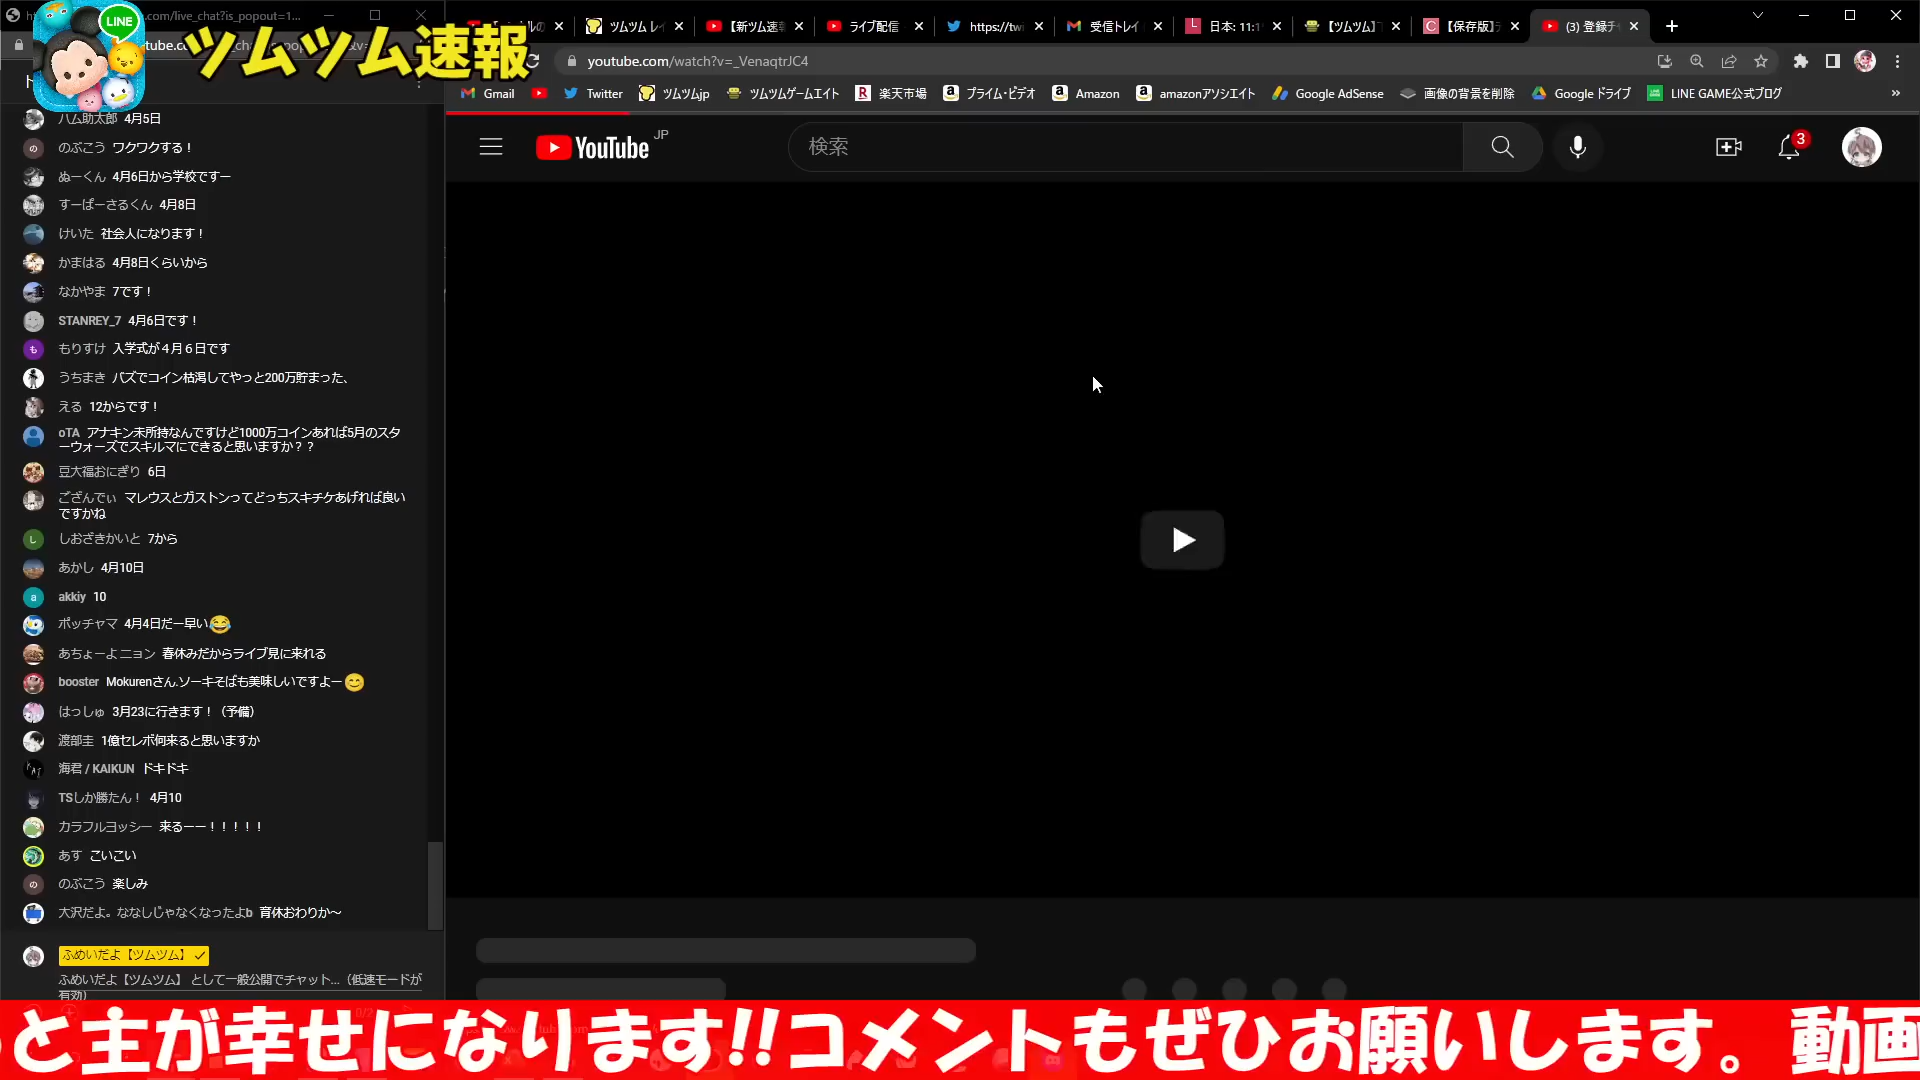 .com/live_chat?is_popout=1...
LINE
ツムツム速報
ツムツム レ
【新ツム速
ライブ配信
https://tw
受信トレイ
日本: 11:1
【ツムツム】
【保存版】
(3) 登録チ
youtube.com/watch?v=_VenaqtrJC4
Gmail
Twitter
ツムツムjp
ツムツムゲームエイト
楽天市場
プライム・ビデオ
Amazon
amazonアソシエイト
Google AdSense
画像の背景を削除
Google ドライブ
LINE GAME公式ブログ
»
YouTube JP
検索
3
ハム助太郎 4月5日
のぶこう ワクワクする！
ぬーくん 4月6日から学校ですー
すーぱーさるくん 4月8日
けいた 社会人になります！
かまはる 4月8日くらいから
なかやま 7です！
STANREY_7 4月6日です！
もりすけ 入学式が４月６日です
うちまき バズでコイン枯渇してやっと200万貯まった、
える 12からです！
oTA アナキン未所持なんですけど1000万コインあれば5月のスタ
ーウォーズでスキルマにできると思いますか？？
豆大福おにぎり 6日
ござんでぃ マレウスとガストンってどっちスキチケあげれば良い
ですかね
しおざきかいと 7から
あかし 4月10日
akkiy 10
ポッチャマ 4月4日だー早い😂
あちょーよニョン 春休みだからライブ見に来れる
booster Mokurenさん.ソーキそばも美味しいですよー😊
はっしゅ 3月23に行きます！（予備）
渡部圭 1億セレボ何来ると思いますか
海君 / KAIKUN ドキドキ
TSしか勝たん！ 4月10
カラフルヨッシー 来るーー！！！！！
あす こいこい
のぶこう 楽しみ
大沢だよ。ななしじゃなくなったよb 育休おわりか〜
ふめいだよ【ツムツム】 ✓
ふめいだよ【ツムツム】 として一般公開でチャット...（低速モードが
有効）
と主が幸せになります!!コメントもぜひお願いします。動画